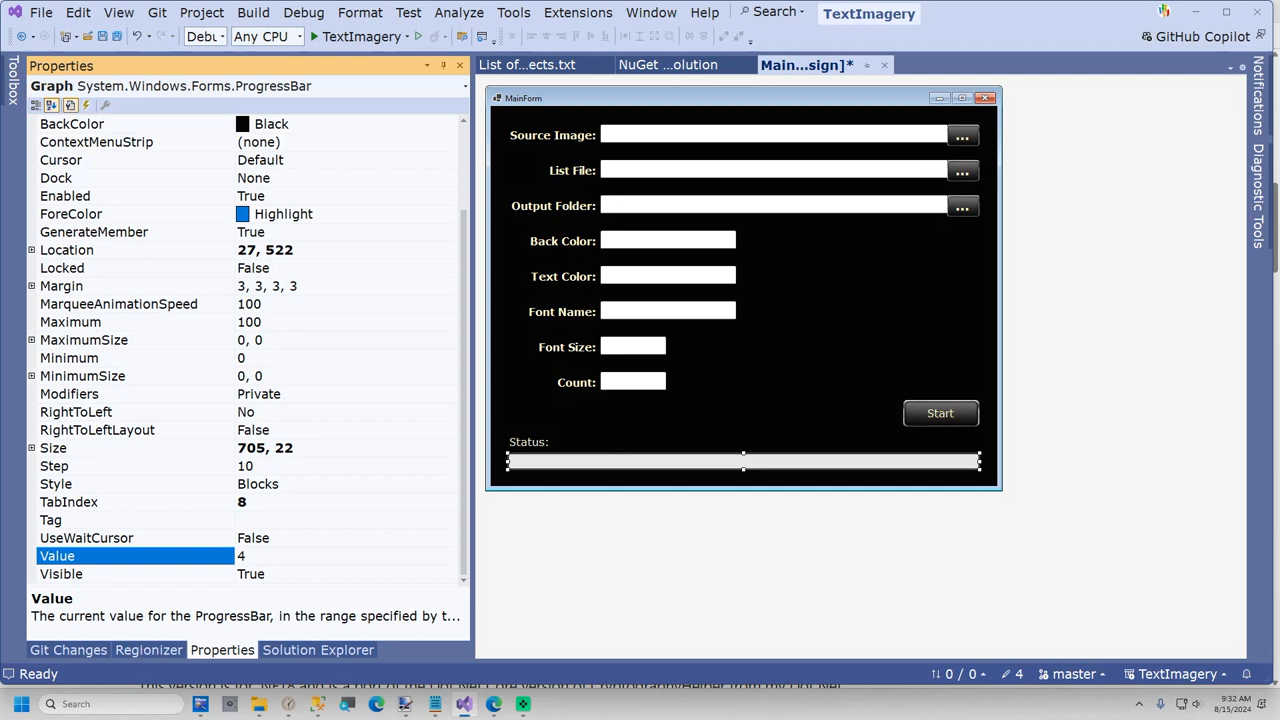 File Edit View Git Project Build Debug Format Test Analyze Tools Extensions Window Help Search TextImagery
Debu Any CPU TextImagery GitHub Copilot
Toolbox
Properties
Graph System.Windows.Forms.ProgressBar
BackColor Black
ContextMenuStrip (none)
Cursor Default
Dock None
Enabled True
ForeColor Highlight
GenerateMember True
Location 27, 522
Locked False
Margin 3, 3, 3, 3
MarqueeAnimationSpeed 100
Maximum 100
MaximumSize 0, 0
Minimum 0
MinimumSize 0, 0
Modifiers Private
RightToLeft No
RightToLeftLayout False
Size 705, 22
Step 10
Style Blocks
TabIndex 8
Tag
UseWaitCursor False
Value 4
Visible True
Value
The current value for the ProgressBar, in the range specified by t...
Git Changes Regionizer Properties Solution Explorer
List of...ects.txt NuGet ...olution Main...sign]*
MainForm
Source Image: ...
List File: ...
Output Folder: ...
Back Color:
Text Color:
Font Name:
Font Size:
Count:
Start
Status:
Notifications
Diagnostic Tools
Ready 0 / 0 4 master TextImagery
Search 9:32 AM
8/15/2024